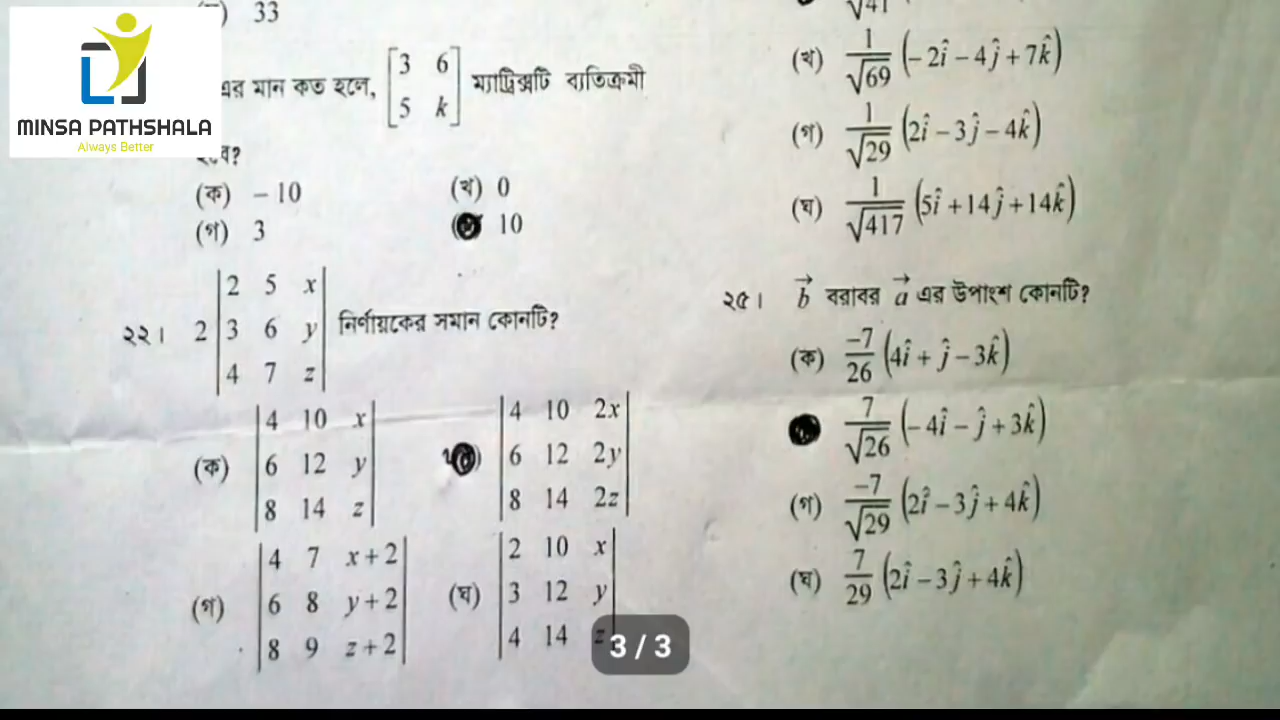 MINSA PATHSHALA
Always Better
33
এর মান কত হলে, [3 6; 5 k] ম্যাট্রিক্সটি ব্যতিক্রমী
(ক) – 10 (খ) 0
(গ) 3 10
২২। 2 |2 5 x; 3 6 y; 4 7 z| নির্ণায়কের সমান কোনটি?
(ক) |4 10 x; 6 12 y; 8 14 z| |4 10 2x; 6 12 2y; 8 14 2z|
(গ) |4 7 x+2; 6 8 y+2; 8 9 z+2| (ঘ) |2 10 x; 3 12 y; 4 14 z|
√41
(খ) 1/√69 (–2î – 4ĵ + 7k̂)
(গ) 1/√29 (2î – 3ĵ – 4k̂)
(ঘ) 1/√417 (5î + 14ĵ + 14k̂)
২৫। b⃗ বরাবর a⃗ এর উপাংশ কোনটি?
(ক) –7/26 (4î + ĵ – 3k̂)
7/√26 (– 4î – ĵ + 3k̂)
(গ) –7/√29 (2î – 3ĵ + 4k̂)
(ঘ) 7/29 (2î – 3ĵ + 4k̂)
3 / 3